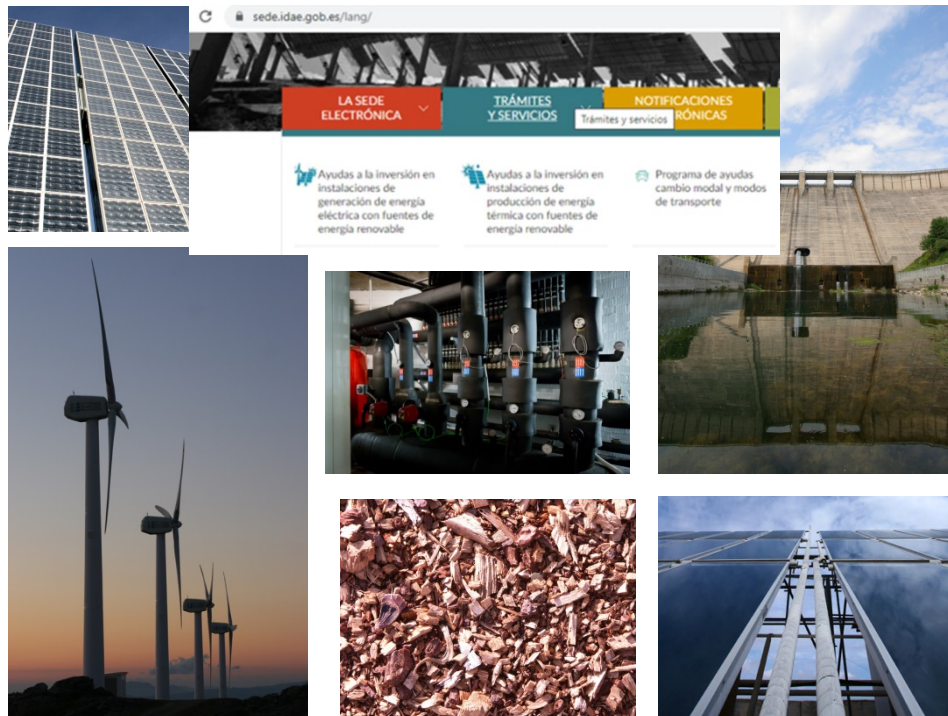 sede.idae.gob.es/lang/
LA SEDE
ELECTRÓNICA
TRÁMITES
Y SERVICIOS
NOTIFICACIONES
RÓNICAS
Trámites y servicios
Ayudas a la inversión en
instalaciones de
generación de energía
eléctrica con fuentes de
energía renovable
Ayudas a la inversión en
instalaciones de
producción de energía
térmica con fuentes de
energía renovable
Programa de ayudas
cambio modal y modos
de transporte